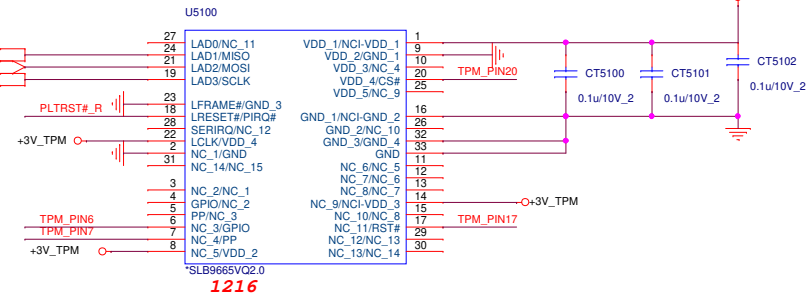 U5100
27 LAD0/NC_11 VDD_1/NCI-VDD_1 1
24 LAD1/MISO VDD_2/GND_1 9
21 LAD2/MOSI VDD_3/NC_4 10
19 LAD3/SCLK VDD_4/CS# 20 TPM_PIN20
VDD_5/NC_9 25
23 LFRAME#/GND_3
PLTRST#_R 18 LRESET#/PIRQ# GND_1/NCI-GND_2 16
28 SERIRQ/NC_12 GND_2/NC_10 26
+3V_TPM 22 LCLK/VDD_4 GND_3/GND_4 32
2 NC_1/GND GND 33
31 NC_14/NC_15 NC_6/NC_5 11
NC_7/NC_6 12
3 NC_2/NC_1 NC_8/NC_7 13
4 GPIO/NC_2 NC_9/NCI-VDD_3 14 +3V_TPM
5 PP/NC_3 NC_10/NC_8 15
TPM_PIN6 6 NC_3/GPIO NC_11/RST# 17 TPM_PIN17
TPM_PIN7 7 NC_4/PP NC_12/NC_13 29
+3V_TPM 8 NC_5/VDD_2 NC_13/NC_14 30
*SLB9665VQ2.0
1216
CT5100
0.1u/10V_2
CT5101
0.1u/10V_2
CT5102
0.1u/10V_2